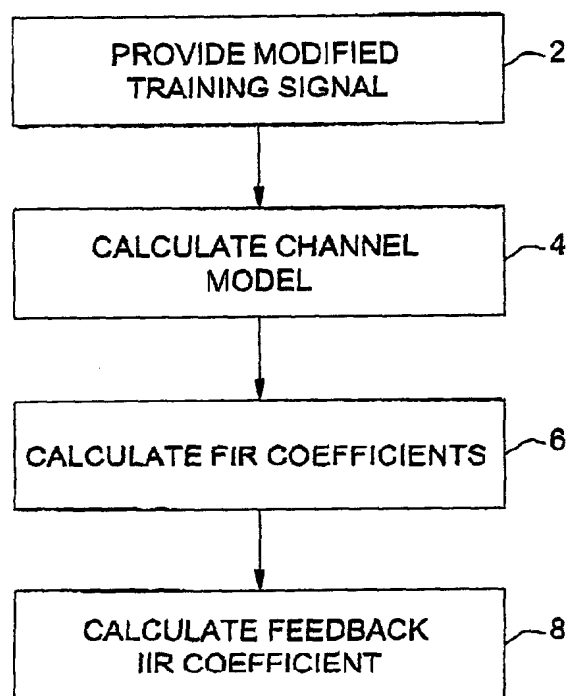 PROVIDE MODIFIED
TRAINING SIGNAL
2
CALCULATE CHANNEL
MODEL
4
CALCULATE FIR COEFFICIENTS
6
CALCULATE FEEDBACK
IIR COEFFICIENT
8